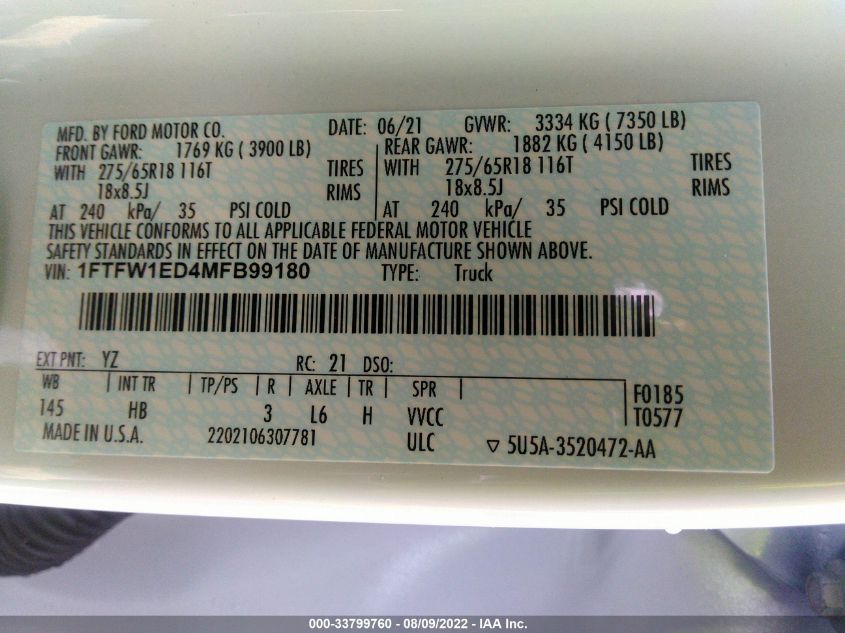 MFD. BY FORD MOTOR CO. DATE: 06/21 GVWR: 3334 KG ( 7350 LB)
FRONT GAWR: 1769 KG ( 3900 LB) REAR GAWR: 1882 KG ( 4150 LB)
WITH 275/65R18 116T TIRES WITH 275/65R18 116T TIRES
18x8.5J RIMS 18x8.5J RIMS
AT 240 kPa/ 35 PSI COLD AT 240 kPa/ 35 PSI COLD
THIS VEHICLE CONFORMS TO ALL APPLICABLE FEDERAL MOTOR VEHICLE
SAFETY STANDARDS IN EFFECT ON THE DATE OF MANUFACTURE SHOWN ABOVE.
VIN: 1FTFW1ED4MFB99180 TYPE: Truck
EXT PNT: YZ RC: 21 DSO:
WB INT TR TP/PS R AXLE TR SPR F0185
145 HB 3 L6 H VVCC T0577
MADE IN U.S.A. 2202106307781 ULC ▽ 5U5A-3520472-AA
000-33799760 - 08/09/2022 - IAA Inc.